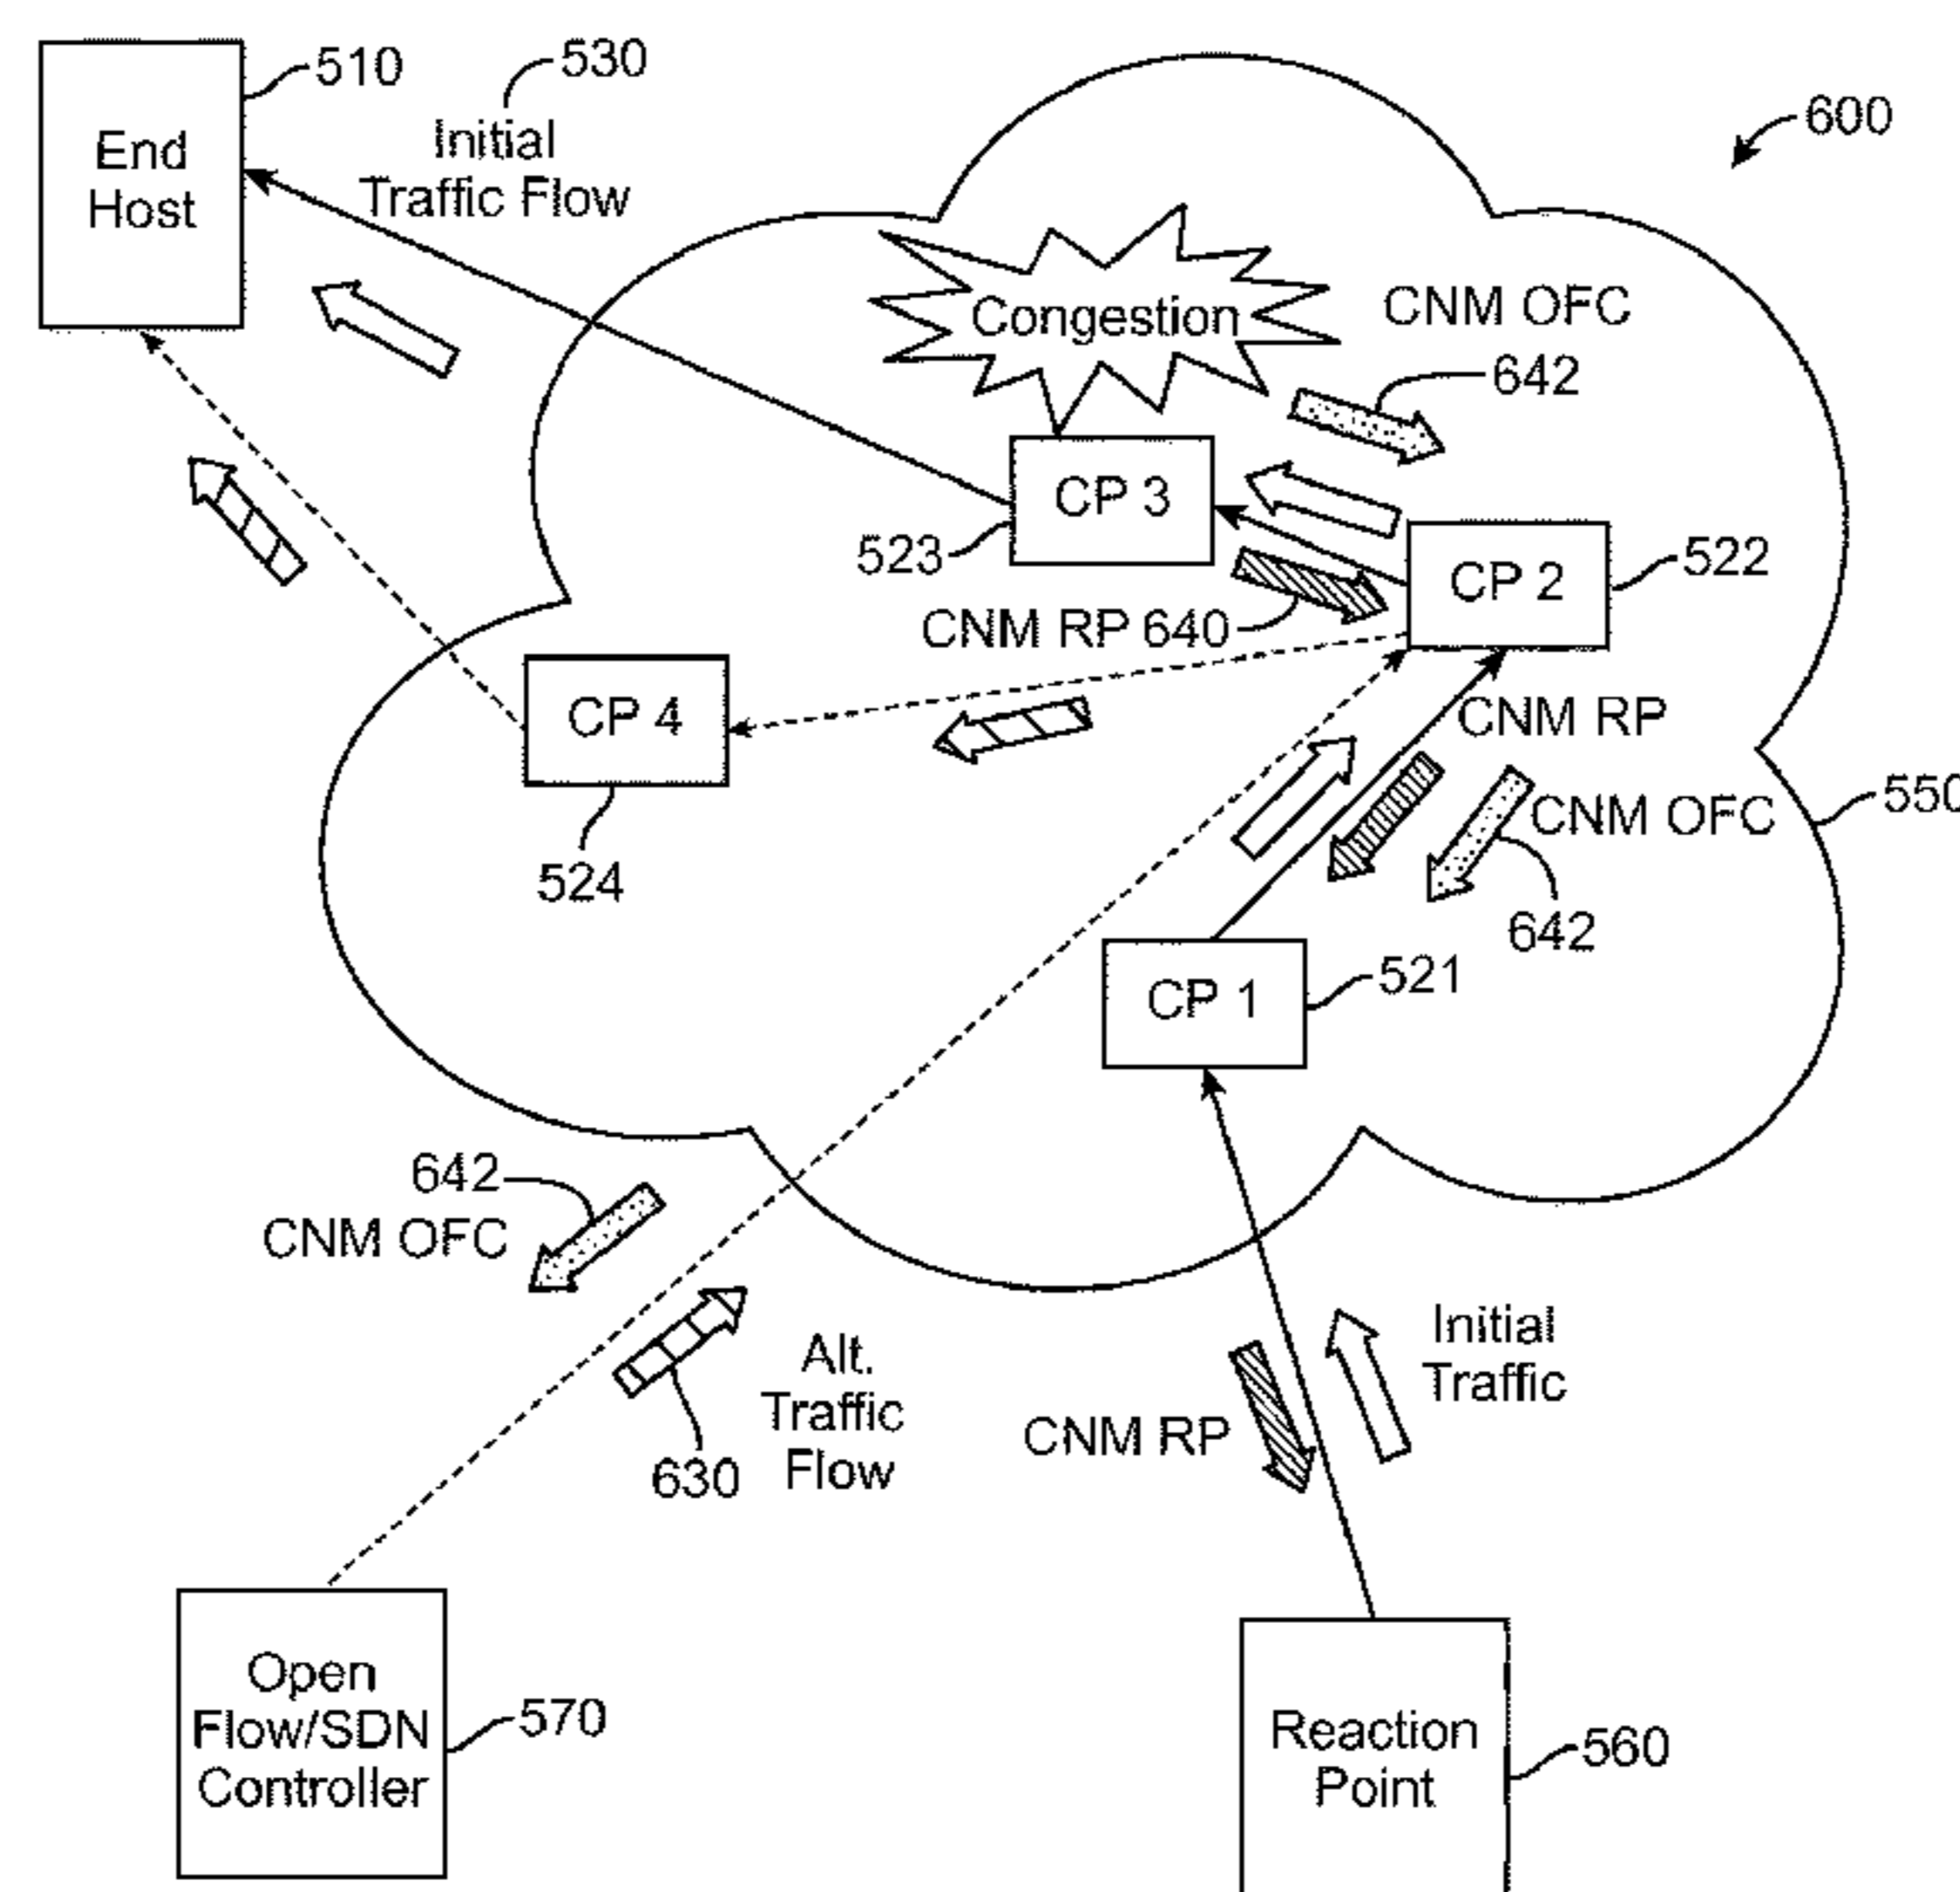 510
530
End
Host
Initial
Traffic Flow
600
Congestion
CNM OFC
642
CP 3
523
CP 2
522
CNM RP 640
CP 4
524
CNM RP
CNM OFC
642
550
CP 1
521
642
CNM OFC
Alt.
Traffic
Flow
630
Initial
Traffic
CNM RP
Open
Flow/SDN
Controller
570
Reaction
Point
560